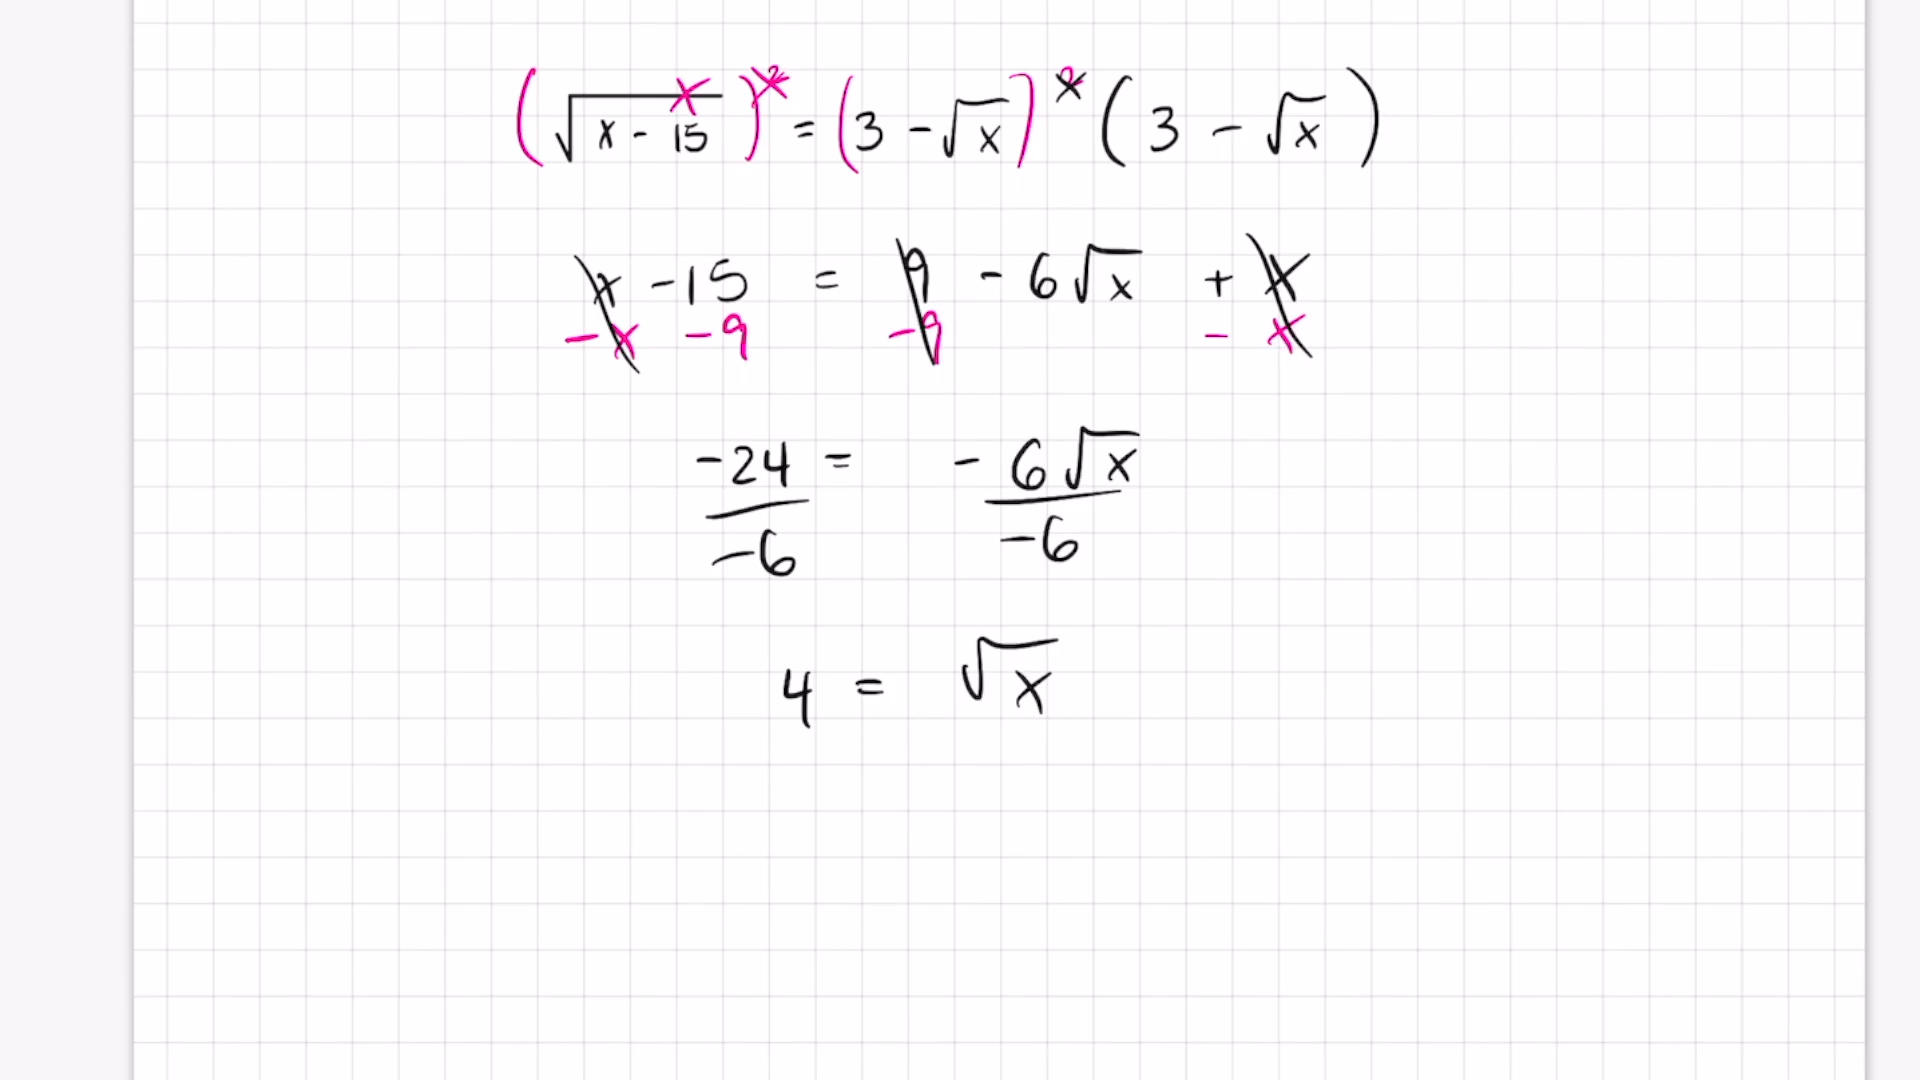 (√(x - 15))² = (3 - √x)² (3 - √x)
x - 15 = 9 - 6√x + x
-x -9 -9 - x
-24 = - 6√x
-6 -6
4 = √x